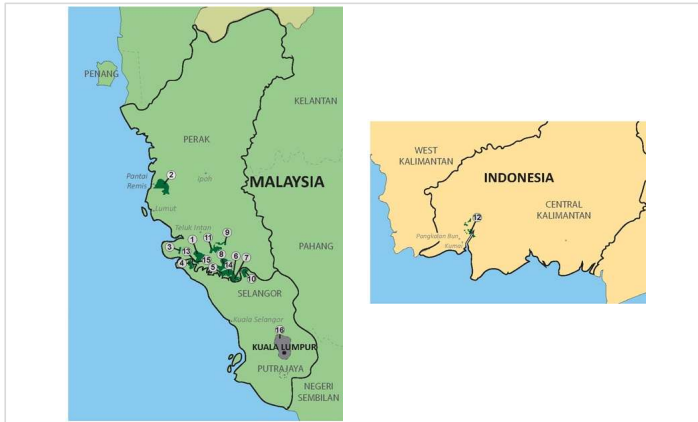 PENANG
KELANTAN
PERAK
2
Ipoh
Pantai
Remis
MALAYSIA
Lumut
Teluk Intan
9
1
11
3
13
8
6
7
PAHANG
4
15
5
14
10
SELANGOR
Kuala Selangor
16
KUALA LUMPUR
PUTRAJAYA
NEGERI
SEMBILAN
WEST
KALIMANTAN
INDONESIA
CENTRAL
KALIMANTAN
12
Pangkalan Bun
Kumai